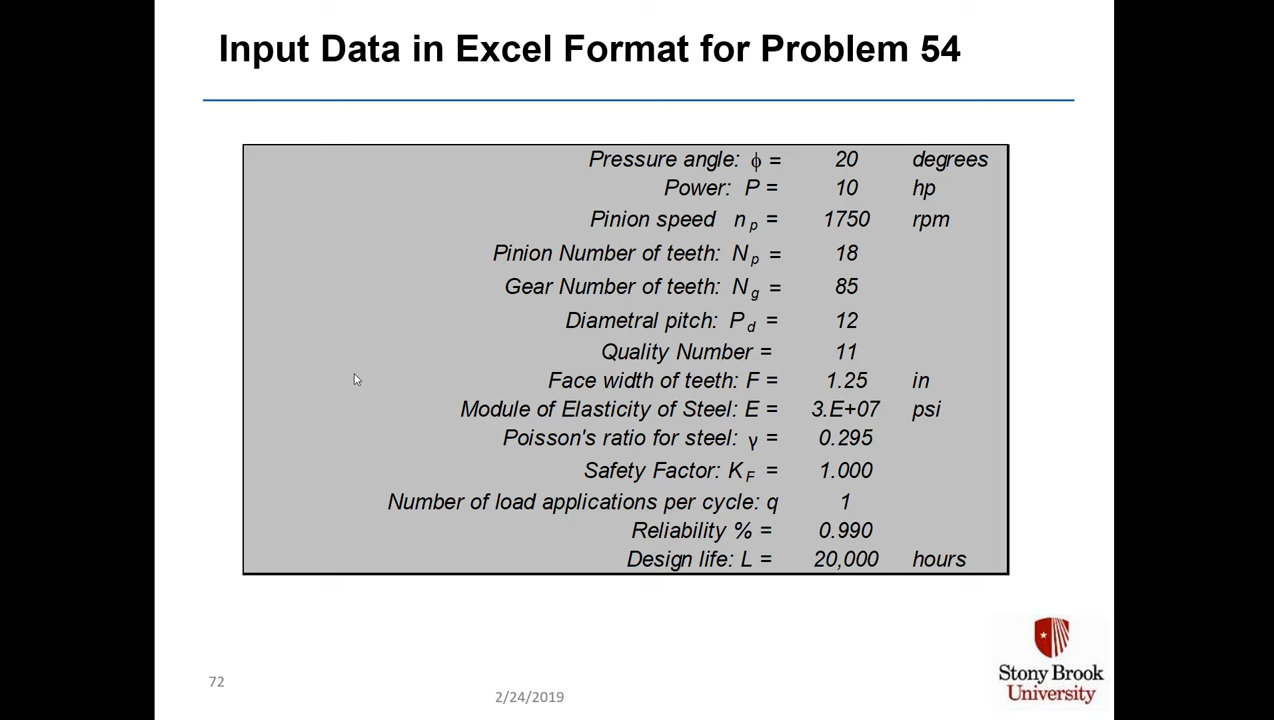 Input Data in Excel Format for Problem 54
Pressure angle: ϕ = 20 degrees
Power: P = 10 hp
Pinion speed n p = 1750 rpm
Pinion Number of teeth: N p = 18
Gear Number of teeth: N g = 85
Diametral pitch: P d = 12
Quality Number = 11
Face width of teeth: F = 1.25 in
Module of Elasticity of Steel: E = 3.E+07 psi
Poisson's ratio for steel: γ = 0.295
Safety Factor: K F = 1.000
Number of load applications per cycle: q 1
Reliability % = 0.990
Design life: L = 20,000 hours
72
2/24/2019
Stony Brook
University